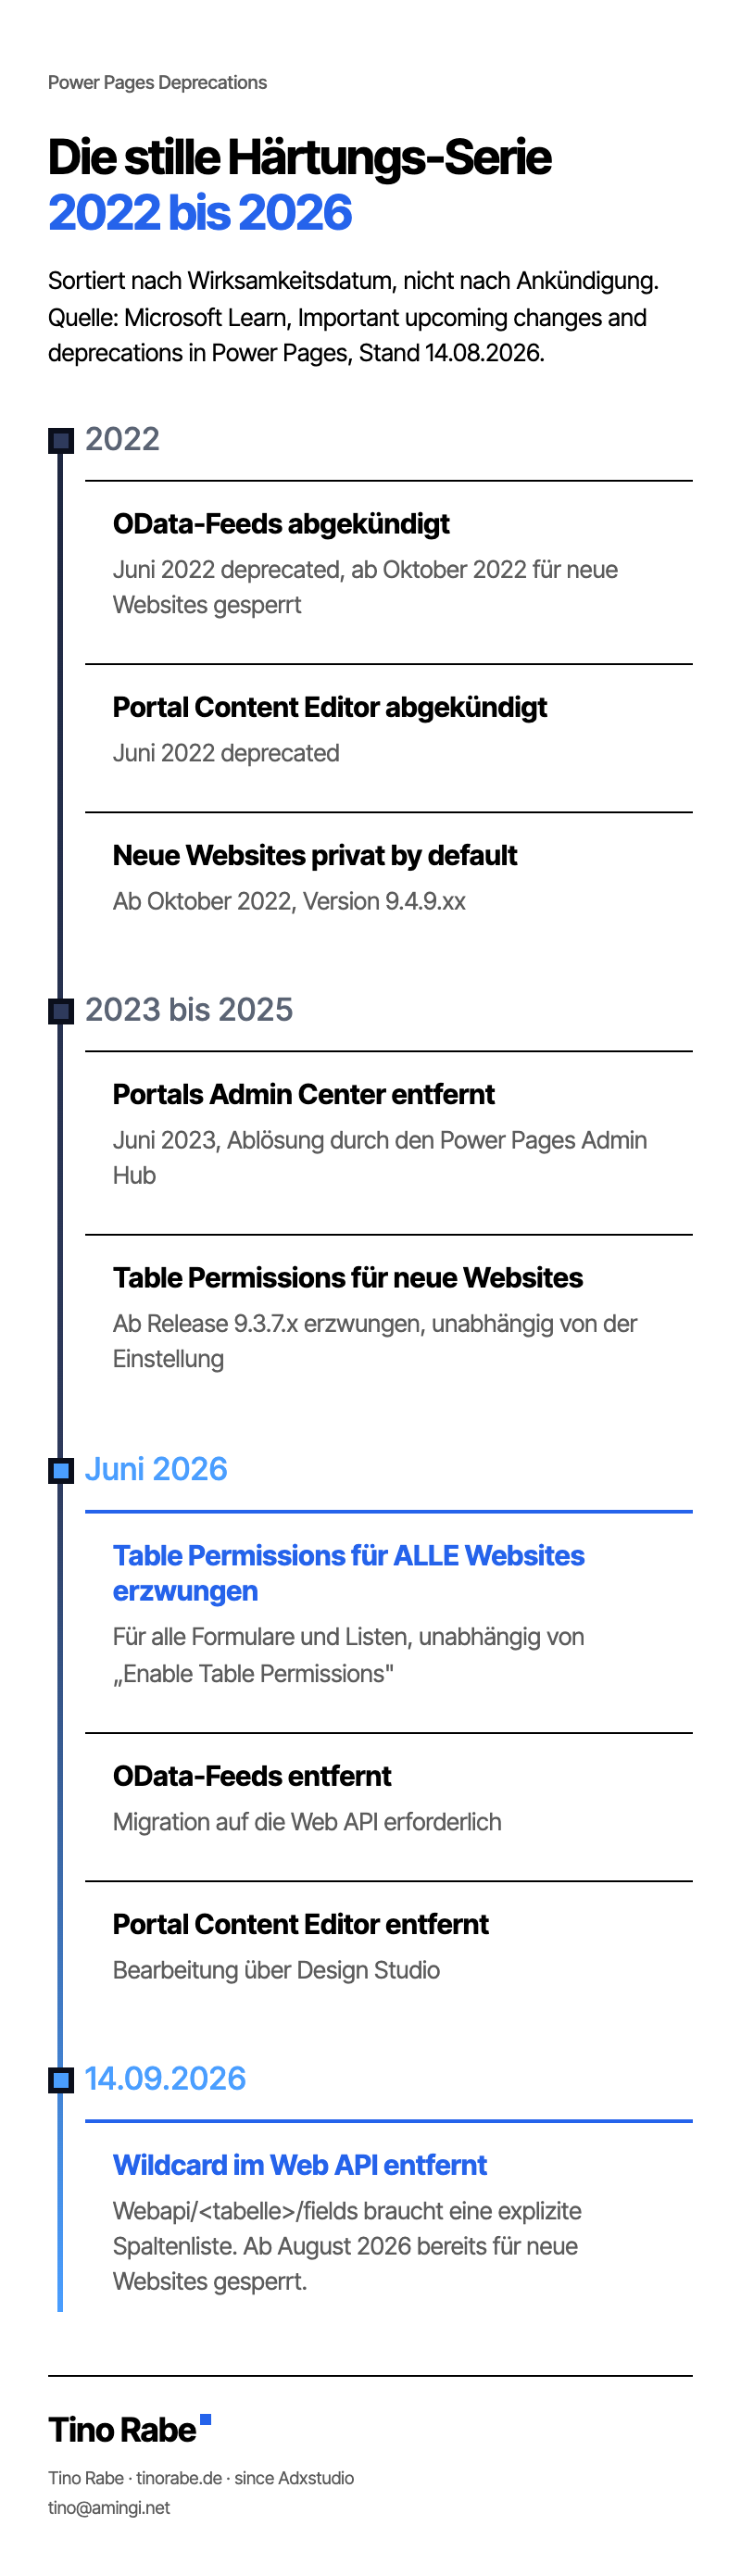 Power Pages Deprecations
Die stille Härtungs-Serie
2022 bis 2026
Sortiert nach Wirksamkeitsdatum, nicht nach Ankündigung.
Quelle: Microsoft Learn, Important upcoming changes and
deprecations in Power Pages, Stand 14.08.2026.
2022
OData-Feeds abgekündigt
Juni 2022 deprecated, ab Oktober 2022 für neue
Websites gesperrt
Portal Content Editor abgekündigt
Juni 2022 deprecated
Neue Websites privat by default
Ab Oktober 2022, Version 9.4.9.xx
2023 bis 2025
Portals Admin Center entfernt
Juni 2023, Ablösung durch den Power Pages Admin
Hub
Table Permissions für neue Websites
Ab Release 9.3.7.x erzwungen, unabhängig von der
Einstellung
Juni 2026
Table Permissions für ALLE Websites
erzwungen
Für alle Formulare und Listen, unabhängig von
„Enable Table Permissions"
OData-Feeds entfernt
Migration auf die Web API erforderlich
Portal Content Editor entfernt
Bearbeitung über Design Studio
14.09.2026
Wildcard im Web API entfernt
Webapi/<tabelle>/fields braucht eine explizite
Spaltenliste. Ab August 2026 bereits für neue
Websites gesperrt.
Tino Rabe
Tino Rabe · tinorabe.de · since Adxstudio
tino@amingi.net